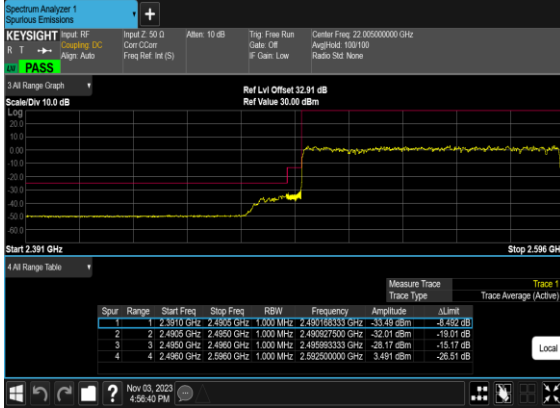 Spectrum Analyzer 1
Spurious Emissions
+
KEYSIGHT Input: RF Input Z: 50 Ω Atten: 10 dB Trig: Free Run Center Freq: 22.005000000 GHz
R T Coupling: DC Corr CCorr Gate: Off Avg|Hold: 100/100
Align: Auto Freq Ref: Int (S) IF Gain: Low Radio Std: None
PASS
3 All Range Graph
Ref Lvl Offset 32.91 dB
Scale/Div 10.0 dB Ref Value 30.00 dBm
Log
20.0
10.0
0.00
-10.0
-20.0
-30.0
-40.0
-50.0
-60.0
Start 2.391 GHz Stop 2.596 GH
4 All Range Table
Measure Trace Trace 1
Trace Type Trace Average (Active)
Spur Range Start Freq Stop Freq RBW Frequency Amplitude ΔLimit
1 1 2.3910 GHz 2.4905 GHz 1.000 MHz 2.490168333 GHz -33.49 dBm -8.492 dB
2 2 2.4905 GHz 2.4950 GHz 1.000 MHz 2.490927500 GHz -32.01 dBm -19.01 dB
3 3 2.4950 GHz 2.4960 GHz 1.000 MHz 2.495993333 GHz -28.17 dBm -15.17 dB
4 4 2.4960 GHz 2.5960 GHz 1.000 MHz 2.592500000 GHz 3.491 dBm -26.51 dB
Local
? Nov 03, 2023
4:56:40 PM